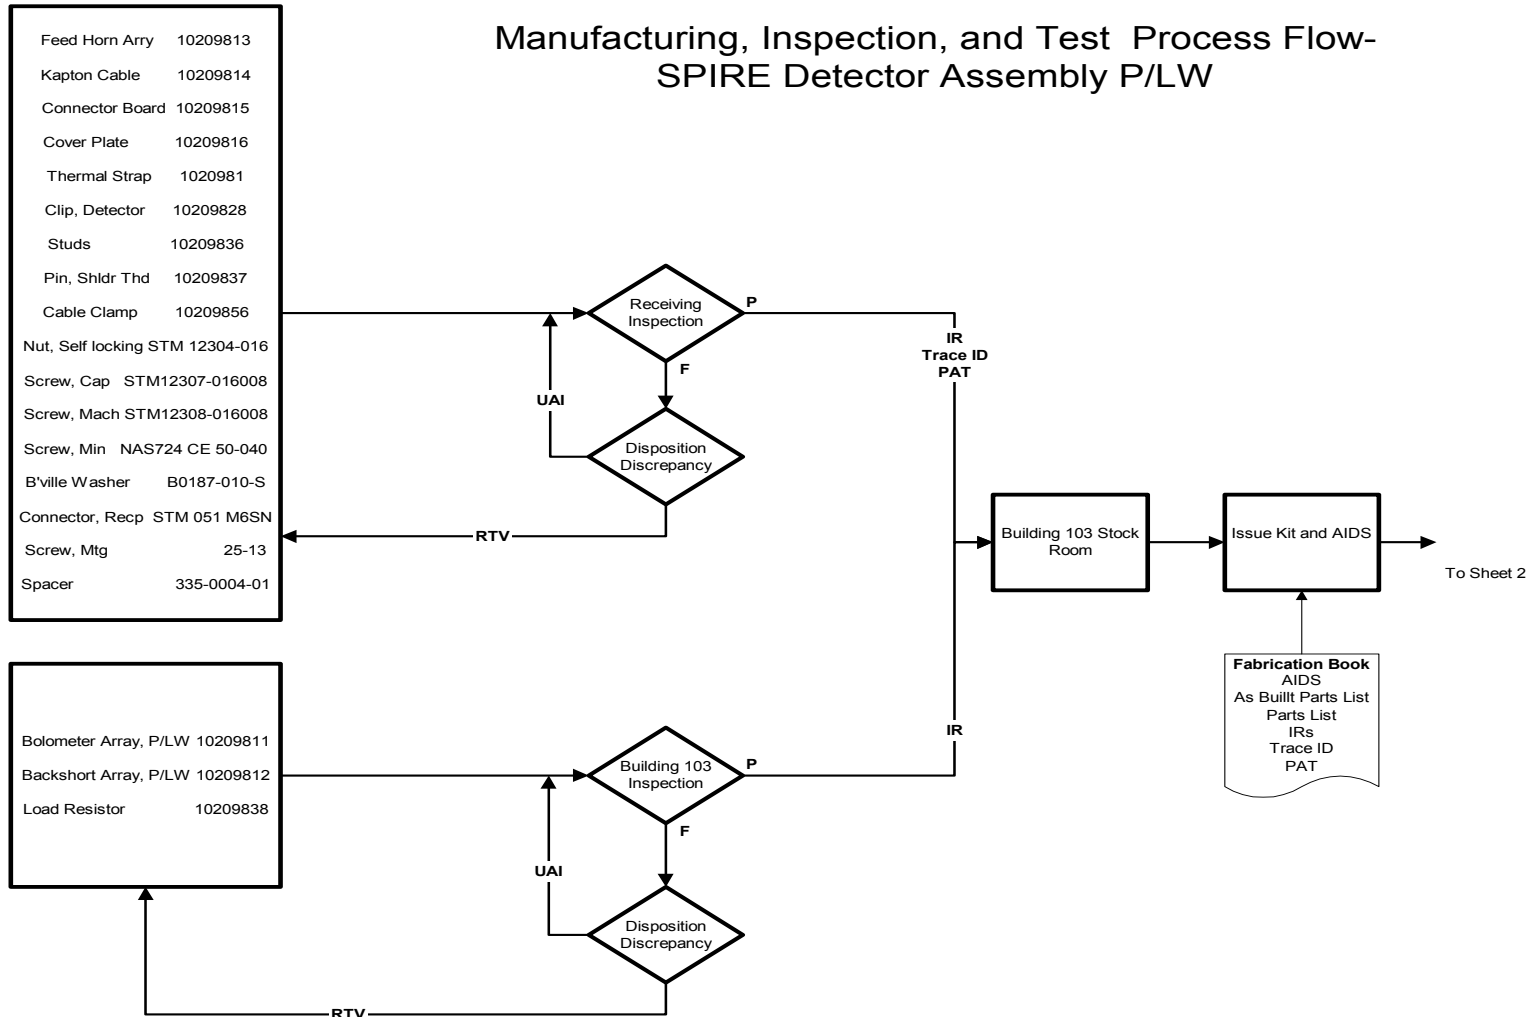 Manufacturing, Inspection, and Test Process Flow-
SPIRE Detector Assembly P/LW
Feed Horn Arry 10209813
Kapton Cable 10209814
Connector Board 10209815
Cover Plate 10209816
Thermal Strap 1020981
Clip, Detector 10209828
Studs 10209836
Pin, Shldr Thd 10209837
Cable Clamp 10209856
Nut, Self locking STM 12304-016
Screw, Cap STM12307-016008
Screw, Mach STM12308-016008
Screw, Min NAS724 CE 50-040
B'ville Washer B0187-010-S
Connector, Recp STM 051 M6SN
Screw, Mtg 25-13
Spacer 335-0004-01
Receiving
Inspection
P
F
UAI
Disposition
Discrepancy
RTV
IR
Trace ID
PAT
Building 103 Stock
Room
Issue Kit and AIDS
To Sheet 2
Fabrication Book
AIDS
As Buillt Parts List
Parts List
IRs
Trace ID
PAT
Bolometer Array, P/LW 10209811
Backshort Array, P/LW 10209812
Load Resistor 10209838
Building 103
Inspection
P
IR
F
UAI
Disposition
Discrepancy
RTV